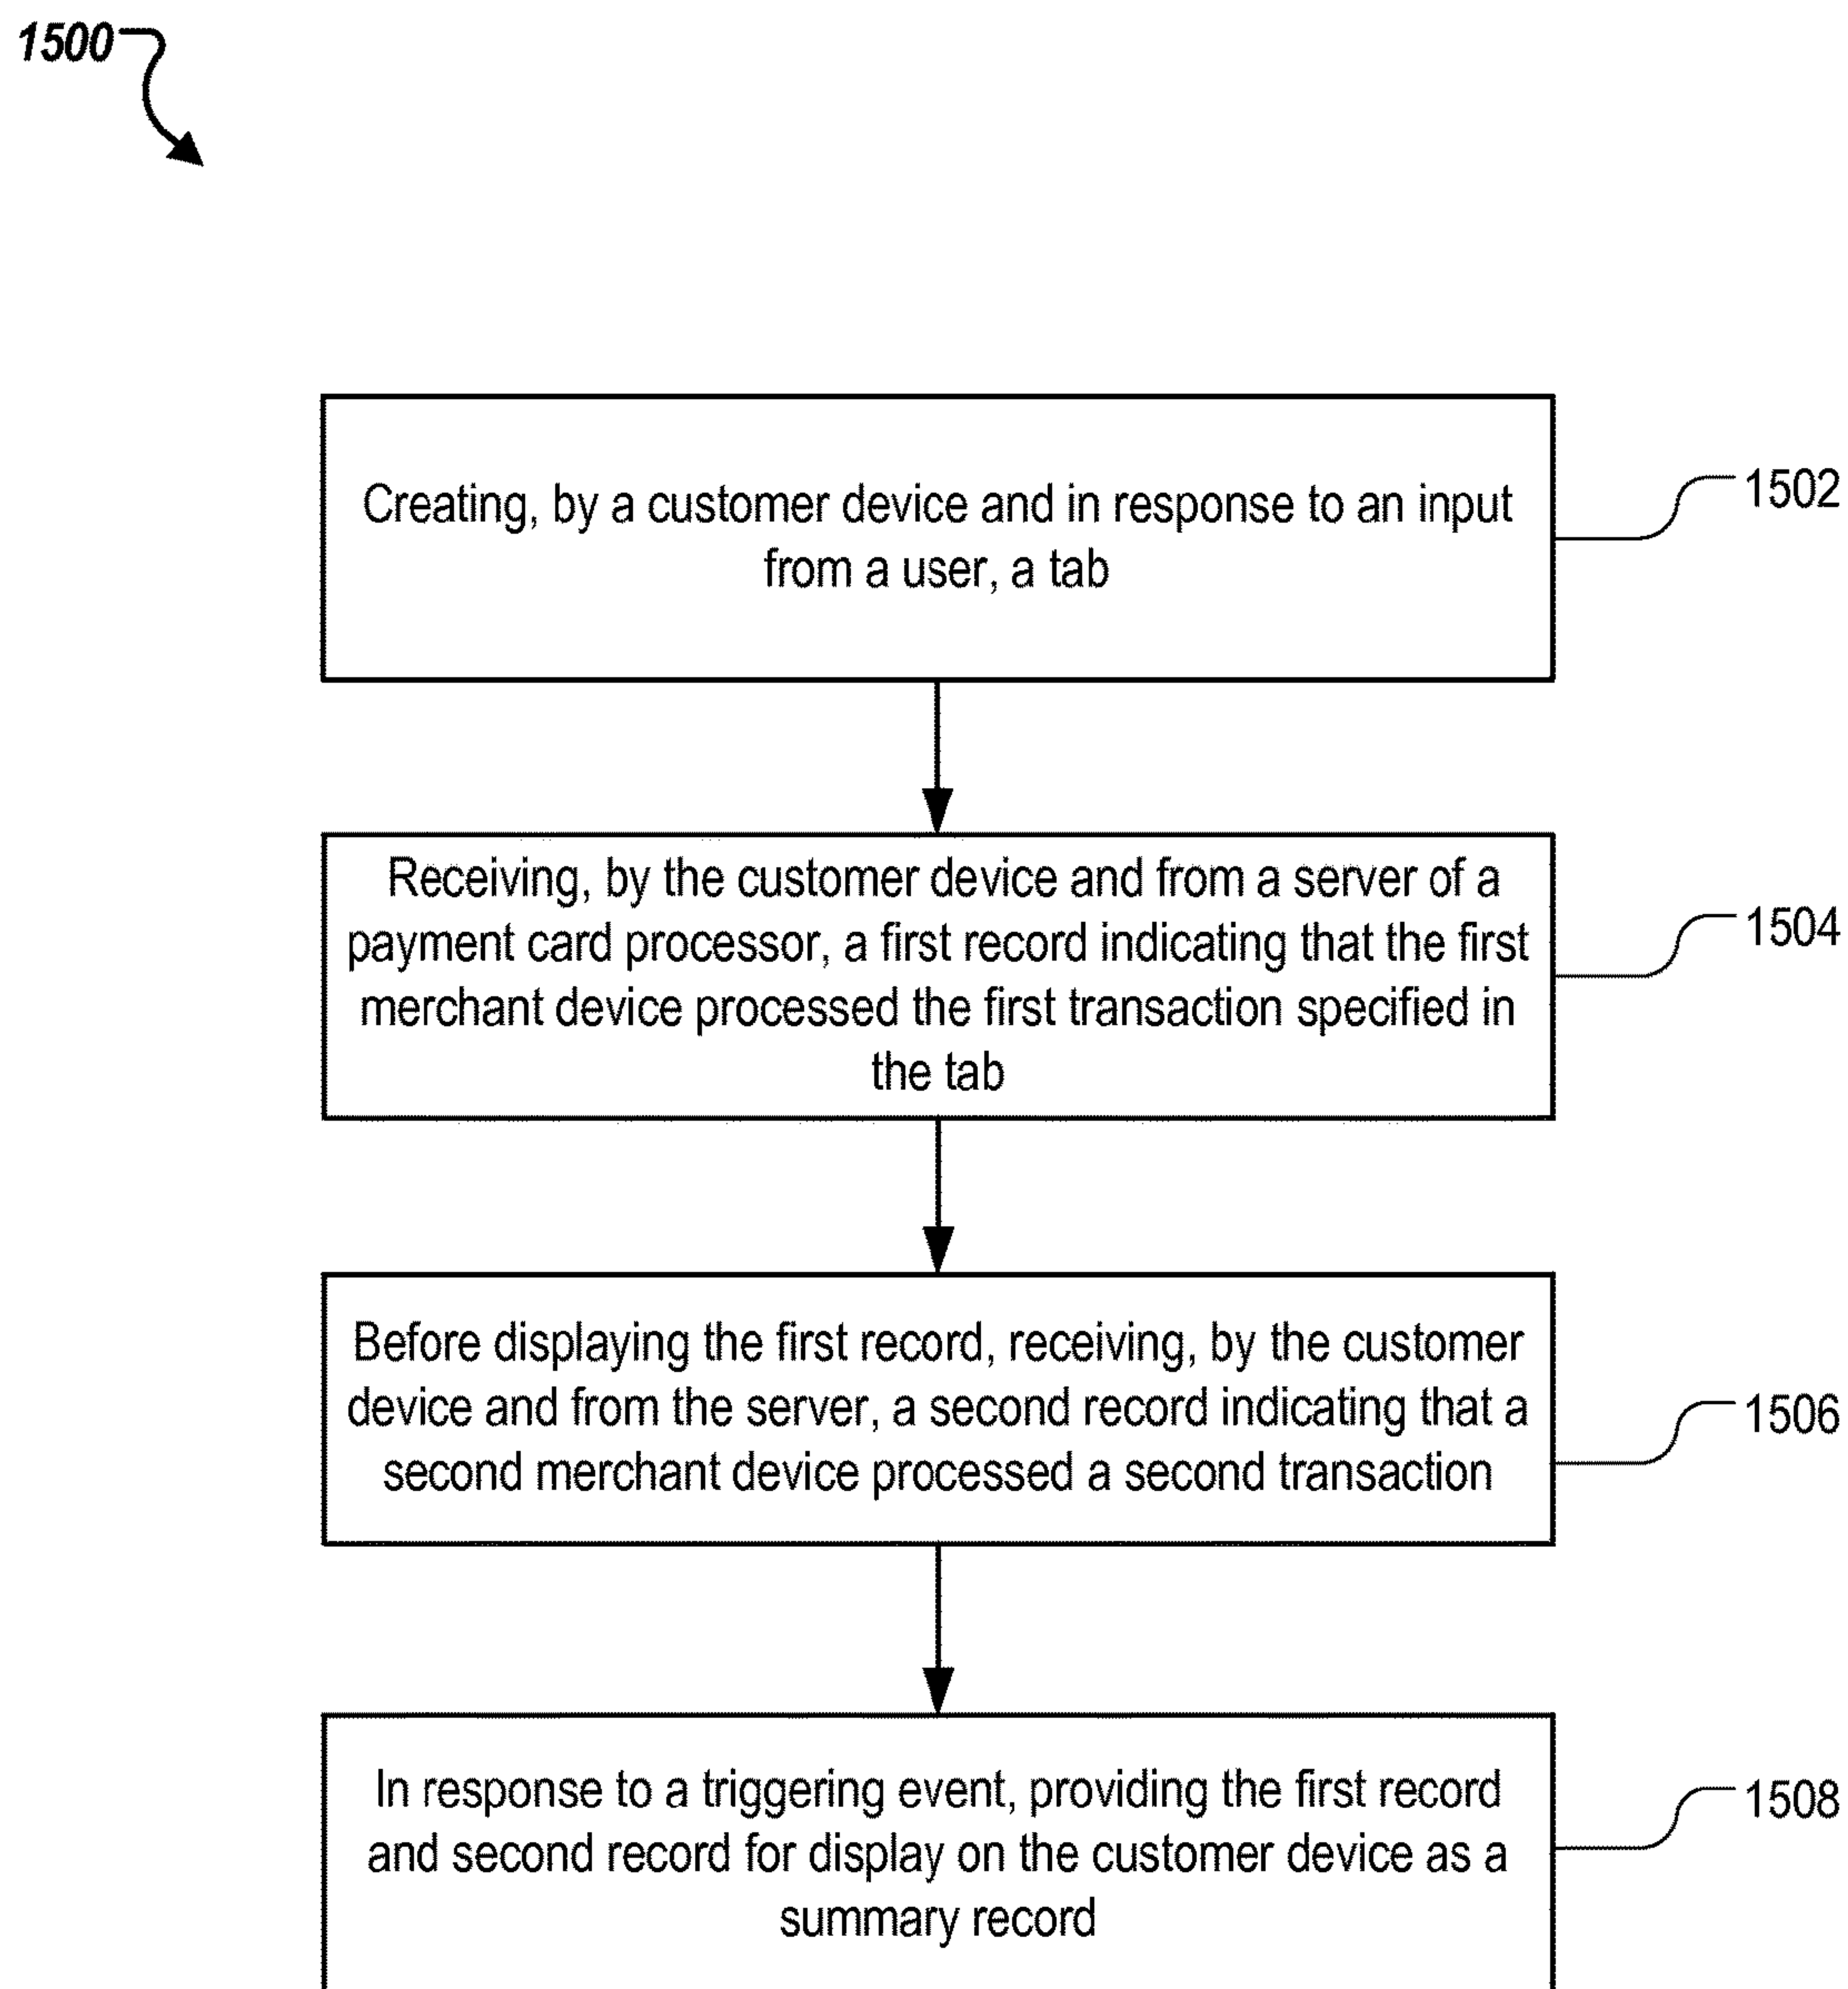 1500
Creating, by a customer device and in response to an input
from a user, a tab
1502
Receiving, by the customer device and from a server of a
payment card processor, a first record indicating that the first
merchant device processed the first transaction specified in
the tab
1504
Before displaying the first record, receiving, by the customer
device and from the server, a second record indicating that a
second merchant device processed a second transaction
1506
In response to a triggering event, providing the first record
and second record for display on the customer device as a
summary record
1508